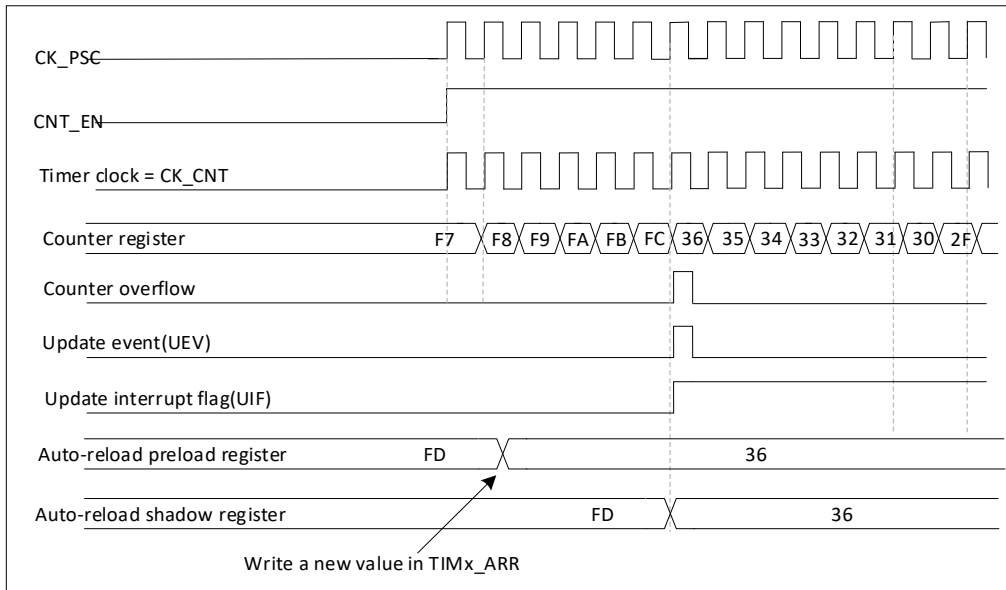 CK_PSC
CNT_EN
Timer clock = CK_CNT
Counter register F7 F8 F9 FA FB FC 36 35 34 33 32 31 30 2F
Counter overflow
Update event(UEV)
Update interrupt flag(UIF)
Auto-reload preload register FD 36
Auto-reload shadow register FD 36
Write a new value in TIMx_ARR